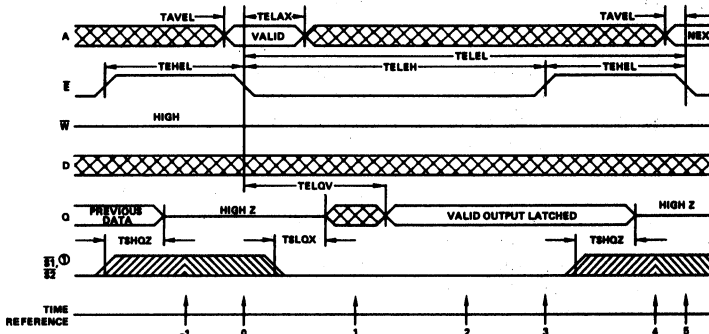 TAVEL TELAX TAVEL
A VALID NEX
TELEL
TEHEL TELEH TEHEL
E
W HIGH
D
TELQV
Q PREVIOUS DATA HIGH Z VALID OUTPUT LATCHED HIGH Z
TSHQZ TSLQX TSHQZ
S1, ①
S2
TIME
REFERENCE
-1 0 1 2 3 4 5